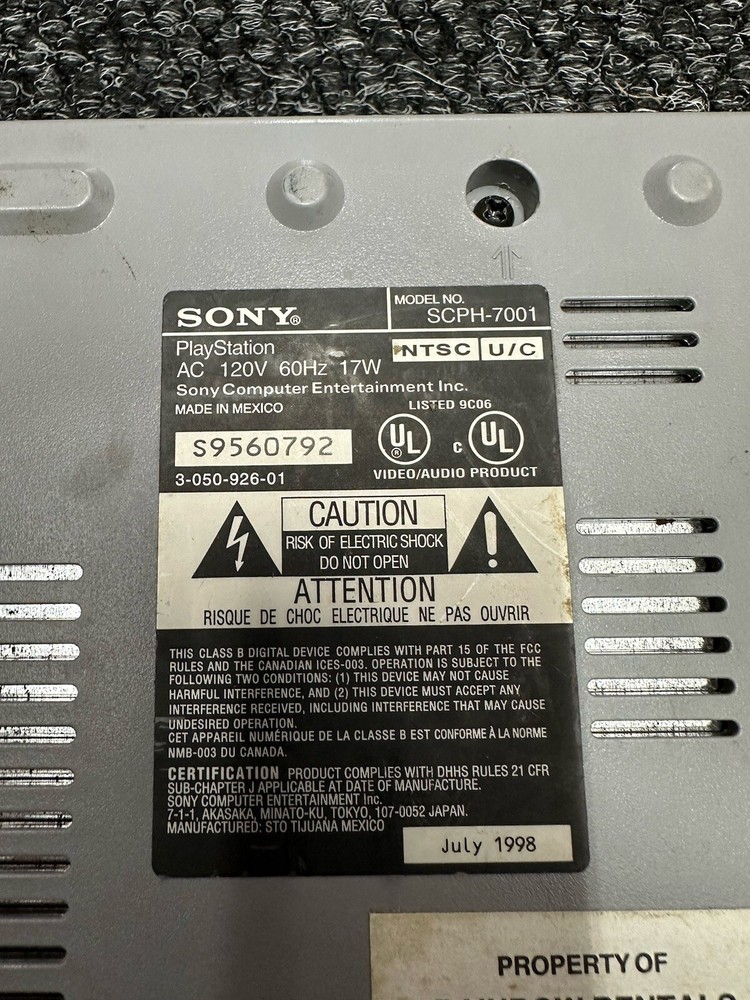 SONY®
MODEL NO.
SCPH-7001
PlayStation
NTSC U/C
AC 120V 60Hz 17W
Sony Computer Entertainment Inc.
MADE IN MEXICO
LISTED 9C06
S9560792
UL® c UL
3-050-926-01
VIDEO/AUDIO PRODUCT
CAUTION
RISK OF ELECTRIC SHOCK
DO NOT OPEN
ATTENTION
RISQUE DE CHOC ELECTRIQUE NE PAS OUVRIR
THIS CLASS B DIGITAL DEVICE COMPLIES WITH PART 15 OF THE FCC
RULES AND THE CANADIAN ICES-003. OPERATION IS SUBJECT TO THE
FOLLOWING TWO CONDITIONS: (1) THIS DEVICE MAY NOT CAUSE
HARMFUL INTERFERENCE, AND (2) THIS DEVICE MUST ACCEPT ANY
INTERFERENCE RECEIVED, INCLUDING INTERFERENCE THAT MAY CAUSE
UNDESIRED OPERATION.
CET APPAREIL NUMÉRIQUE DE LA CLASSE B EST CONFORME À LA NORME
NMB-003 DU CANADA.
CERTIFICATION PRODUCT COMPLIES WITH DHHS RULES 21 CFR
SUB-CHAPTER J APPLICABLE AT DATE OF MANUFACTURE.
SONY COMPUTER ENTERTAINMENT Inc.
7-1-1, AKASAKA, MINATO-KU, TOKYO, 107-0052 JAPAN.
MANUFACTURED: STO TIJUANA MEXICO
July 1998
PROPERTY OF